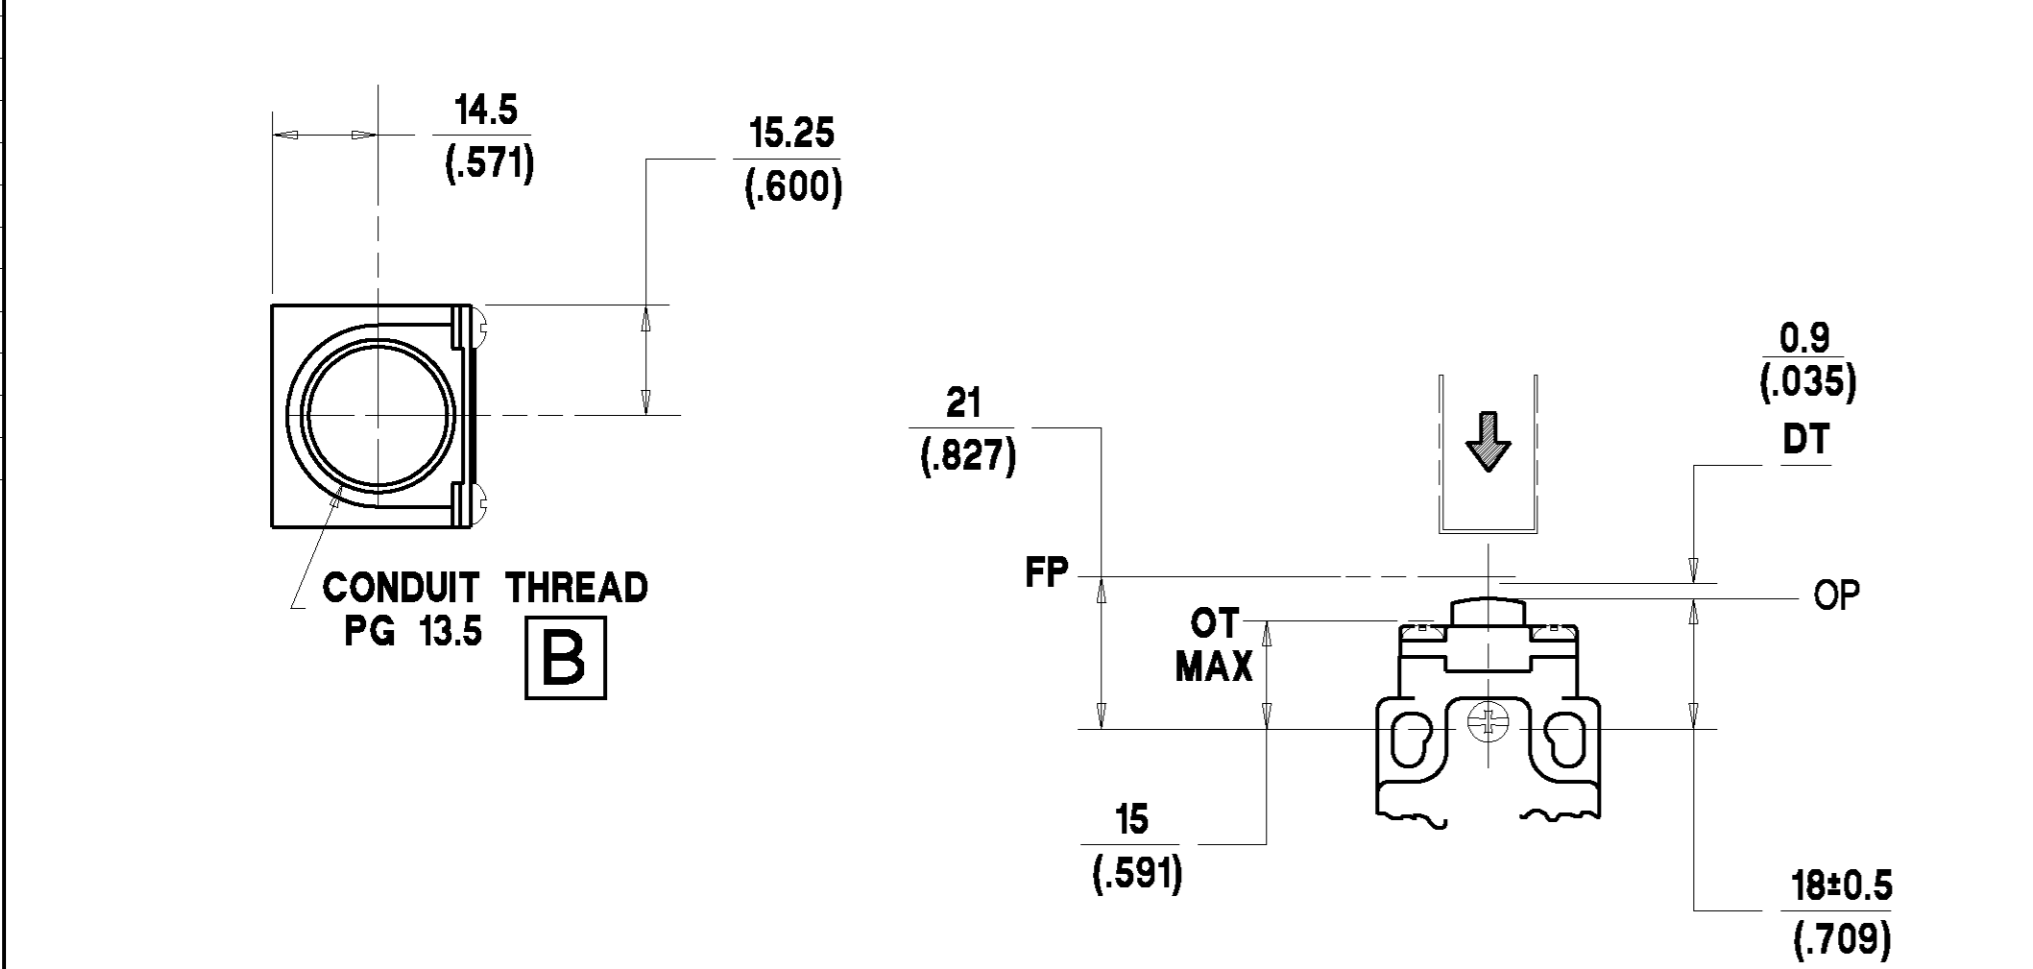 14.5
(.571)
15.25
(.600)
CONDUIT THREAD
PG 13.5
B
21
(.827)
FP
OT
MAX
15
(.591)
0.9
(.035)
DT
OP
18±0.5
(.709)